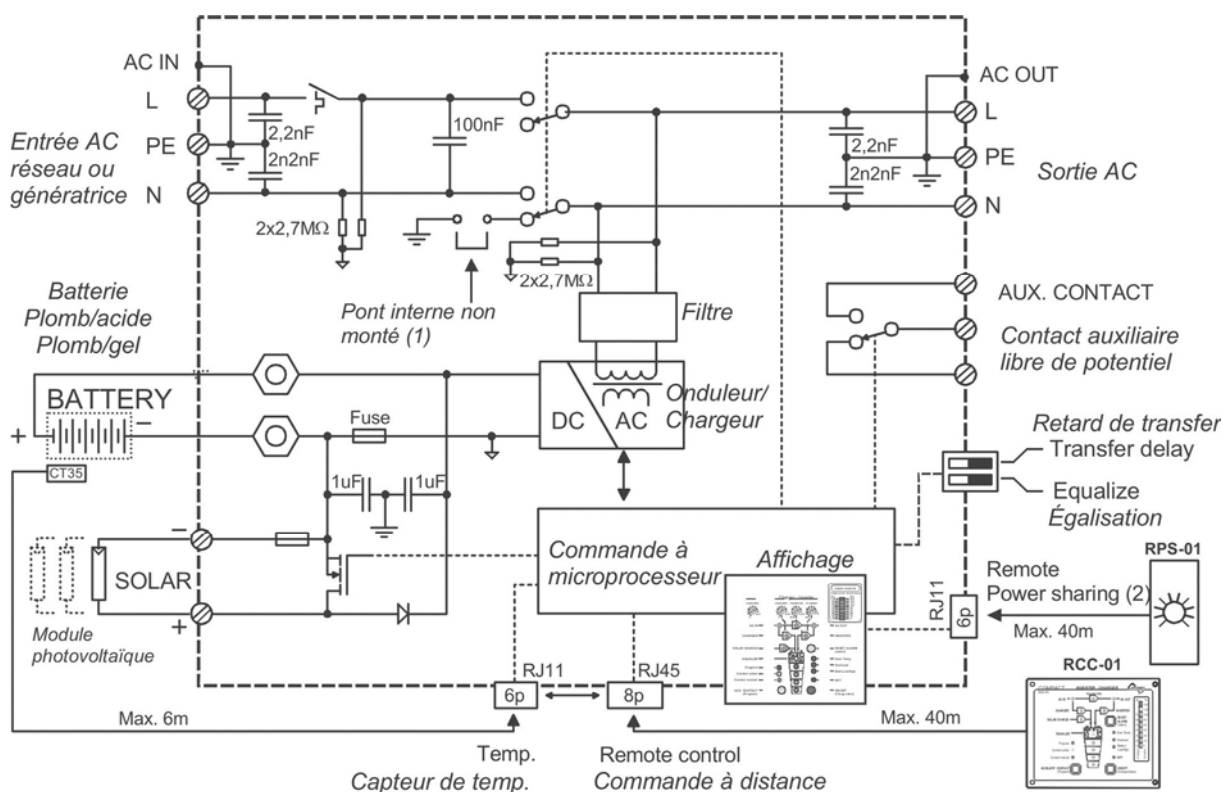 AC IN
L
PE
N
Entrée AC
réseau ou
génératrice
2,2nF
2n2nF
100nF
2x2,7MΩ
2x2,7MΩ
Pont interne non
monté (1)
Filtre
AC OUT
L
PE
N
2,2nF
2n2nF
Sortie AC
AUX. CONTACT
Contact auxiliaire
libre de potentiel
Batterie
Plomb/acide
Plomb/gel
BATTERY
+
−
CT35
Fuse
1uF
1uF
DC
AC
Onduleur/
Chargeur
Retard de transfer
Transfer delay
Equalize
Égalisation
−
SOLAR
+
Module
photovoltaïque
Commande à
microprocesseur
Affichage
RJ11
6p
Remote
Power sharing (2)
Max. 40m
RPS-01
RCC-01
RJ11
6p
RJ45
8p
Max. 6m
Max. 40m
Temp.
Capteur de temp.
Remote control
Commande à distance